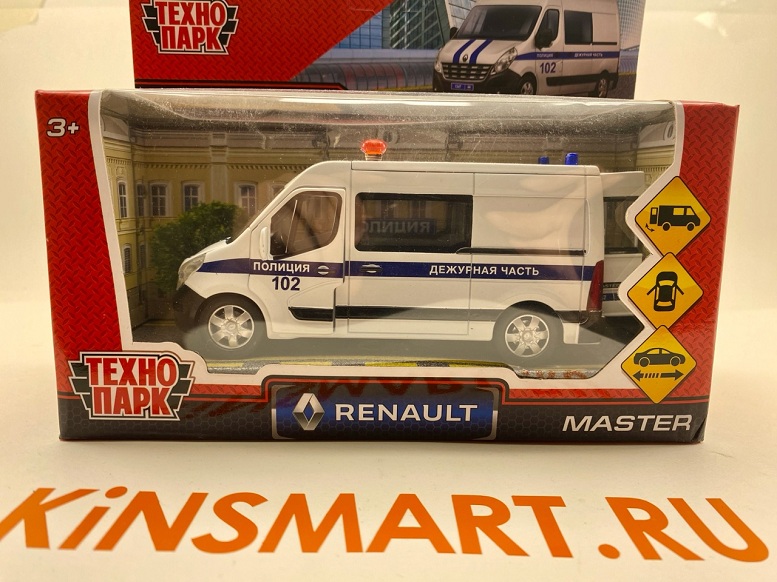 ТЕХНО
ПАРК
102
ДЕЖУРНАЯ ЧАСТЬ
3+
ПОЛИЦИЯ
ПОЛИЦИЯ
102
ДЕЖУРНАЯ ЧАСТЬ
ТЕХНО
ПАРК
RENAULT
MASTER
KiNSMART.RU